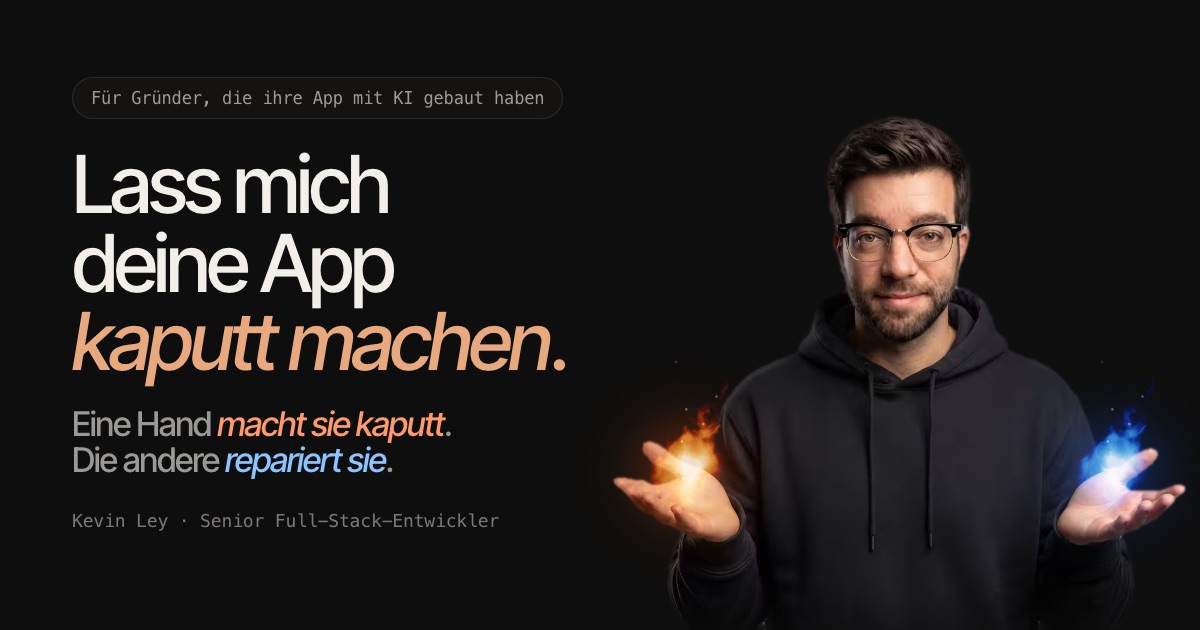 Für Gründer, die ihre App mit KI gebaut haben
Lass mich
deine App
kaputt machen.
Eine Hand macht sie kaputt.
Die andere repariert sie.
Kevin Ley · Senior Full-Stack-Entwickler